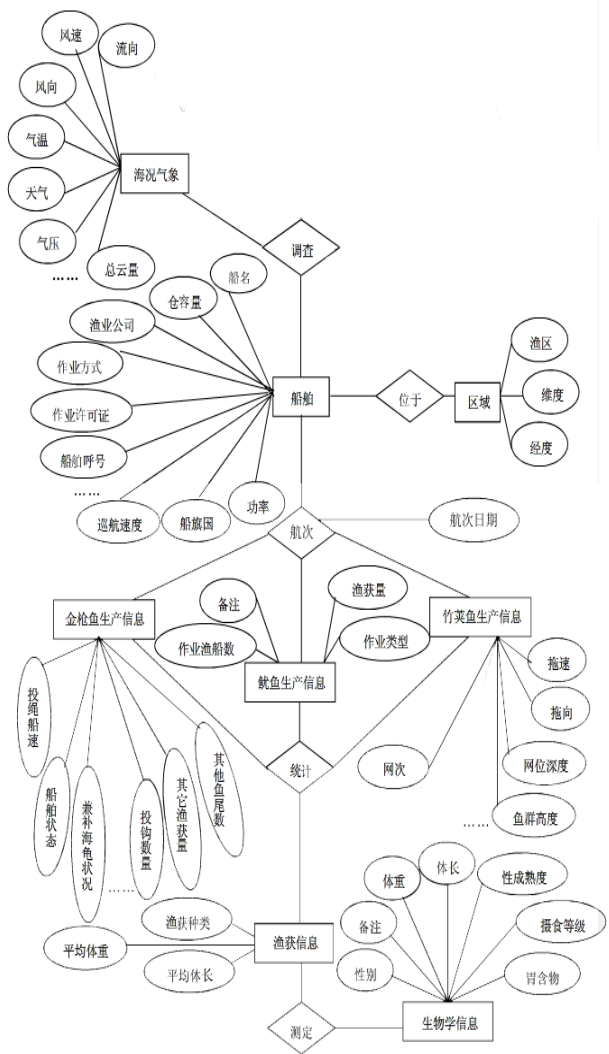 风速
流向
风向
气温
海况气象
天气
气压
调查
总云量
……
船名
仓容量
渔业公司
渔区
作业方式
船舶
位于
区域
维度
作业许可证
船舶呼号
经度
……
巡航速度
船旗国
功率
航次
航次日期
金枪鱼生产信息
备注
渔获量
竹荚鱼生产信息
作业渔船数
作业类型
鱿鱼生产信息
拖速
投绳船速
拖向
统计
网次
网位深度
船舶状态
兼补海龟状况
投钩数量
其它渔获量
其他鱼尾数
……
……
鱼群高度
体重
体长
性成熟度
渔获种类
备注
摄食等级
平均体重
渔获信息
平均体长
性别
胃含物
测定
生物学信息